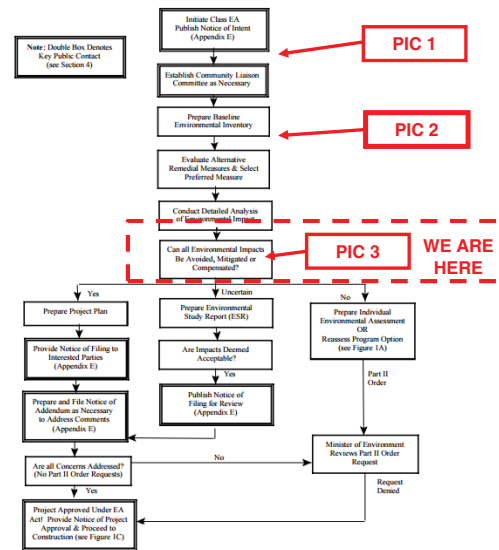 Initiate Class EA
Publish Notice of Intent
(Appendix E)
PIC 1
Note: Double Box Denotes
Key Public Contact
(see Section 4)
Establish Community Liaison
Committee as Necessary
Prepare Baseline
Environmental Inventory
PIC 2
Evaluate Alternative
Remedial Measures & Select
Preferred Measure
Conduct Detailed Analysis
of Environmental Impact
Can all Environmental Impacts
Be Avoided, Mitigated or
Compensated?
PIC 3
WE ARE
HERE
Yes
Uncertain
No
Prepare Project Plan
Prepare Environmental
Study Report (ESR)
Prepare Individual
Environmental Assessment
OR
Reassess Program Option
(see Figure 1A)
Provide Notice of Filing to
Interested Parties
(Appendix E)
Are Impacts Deemed
Acceptable?
Yes
Part II
Order
Prepare and File Notice of
Addendum as Necessary
to Address Comments
(Appendix E)
Publish Notice of
Filing for Review
(Appendix E)
Are all Concerns Addressed?
(No Part II Order Requests)
No
Minister of Environment
Reviews Part II Order
Request
Yes
Request
Denied
Project Approved Under EA
Act! Provide Notice of Project
Approval & Proceed to
Construction (see Figure 1C)